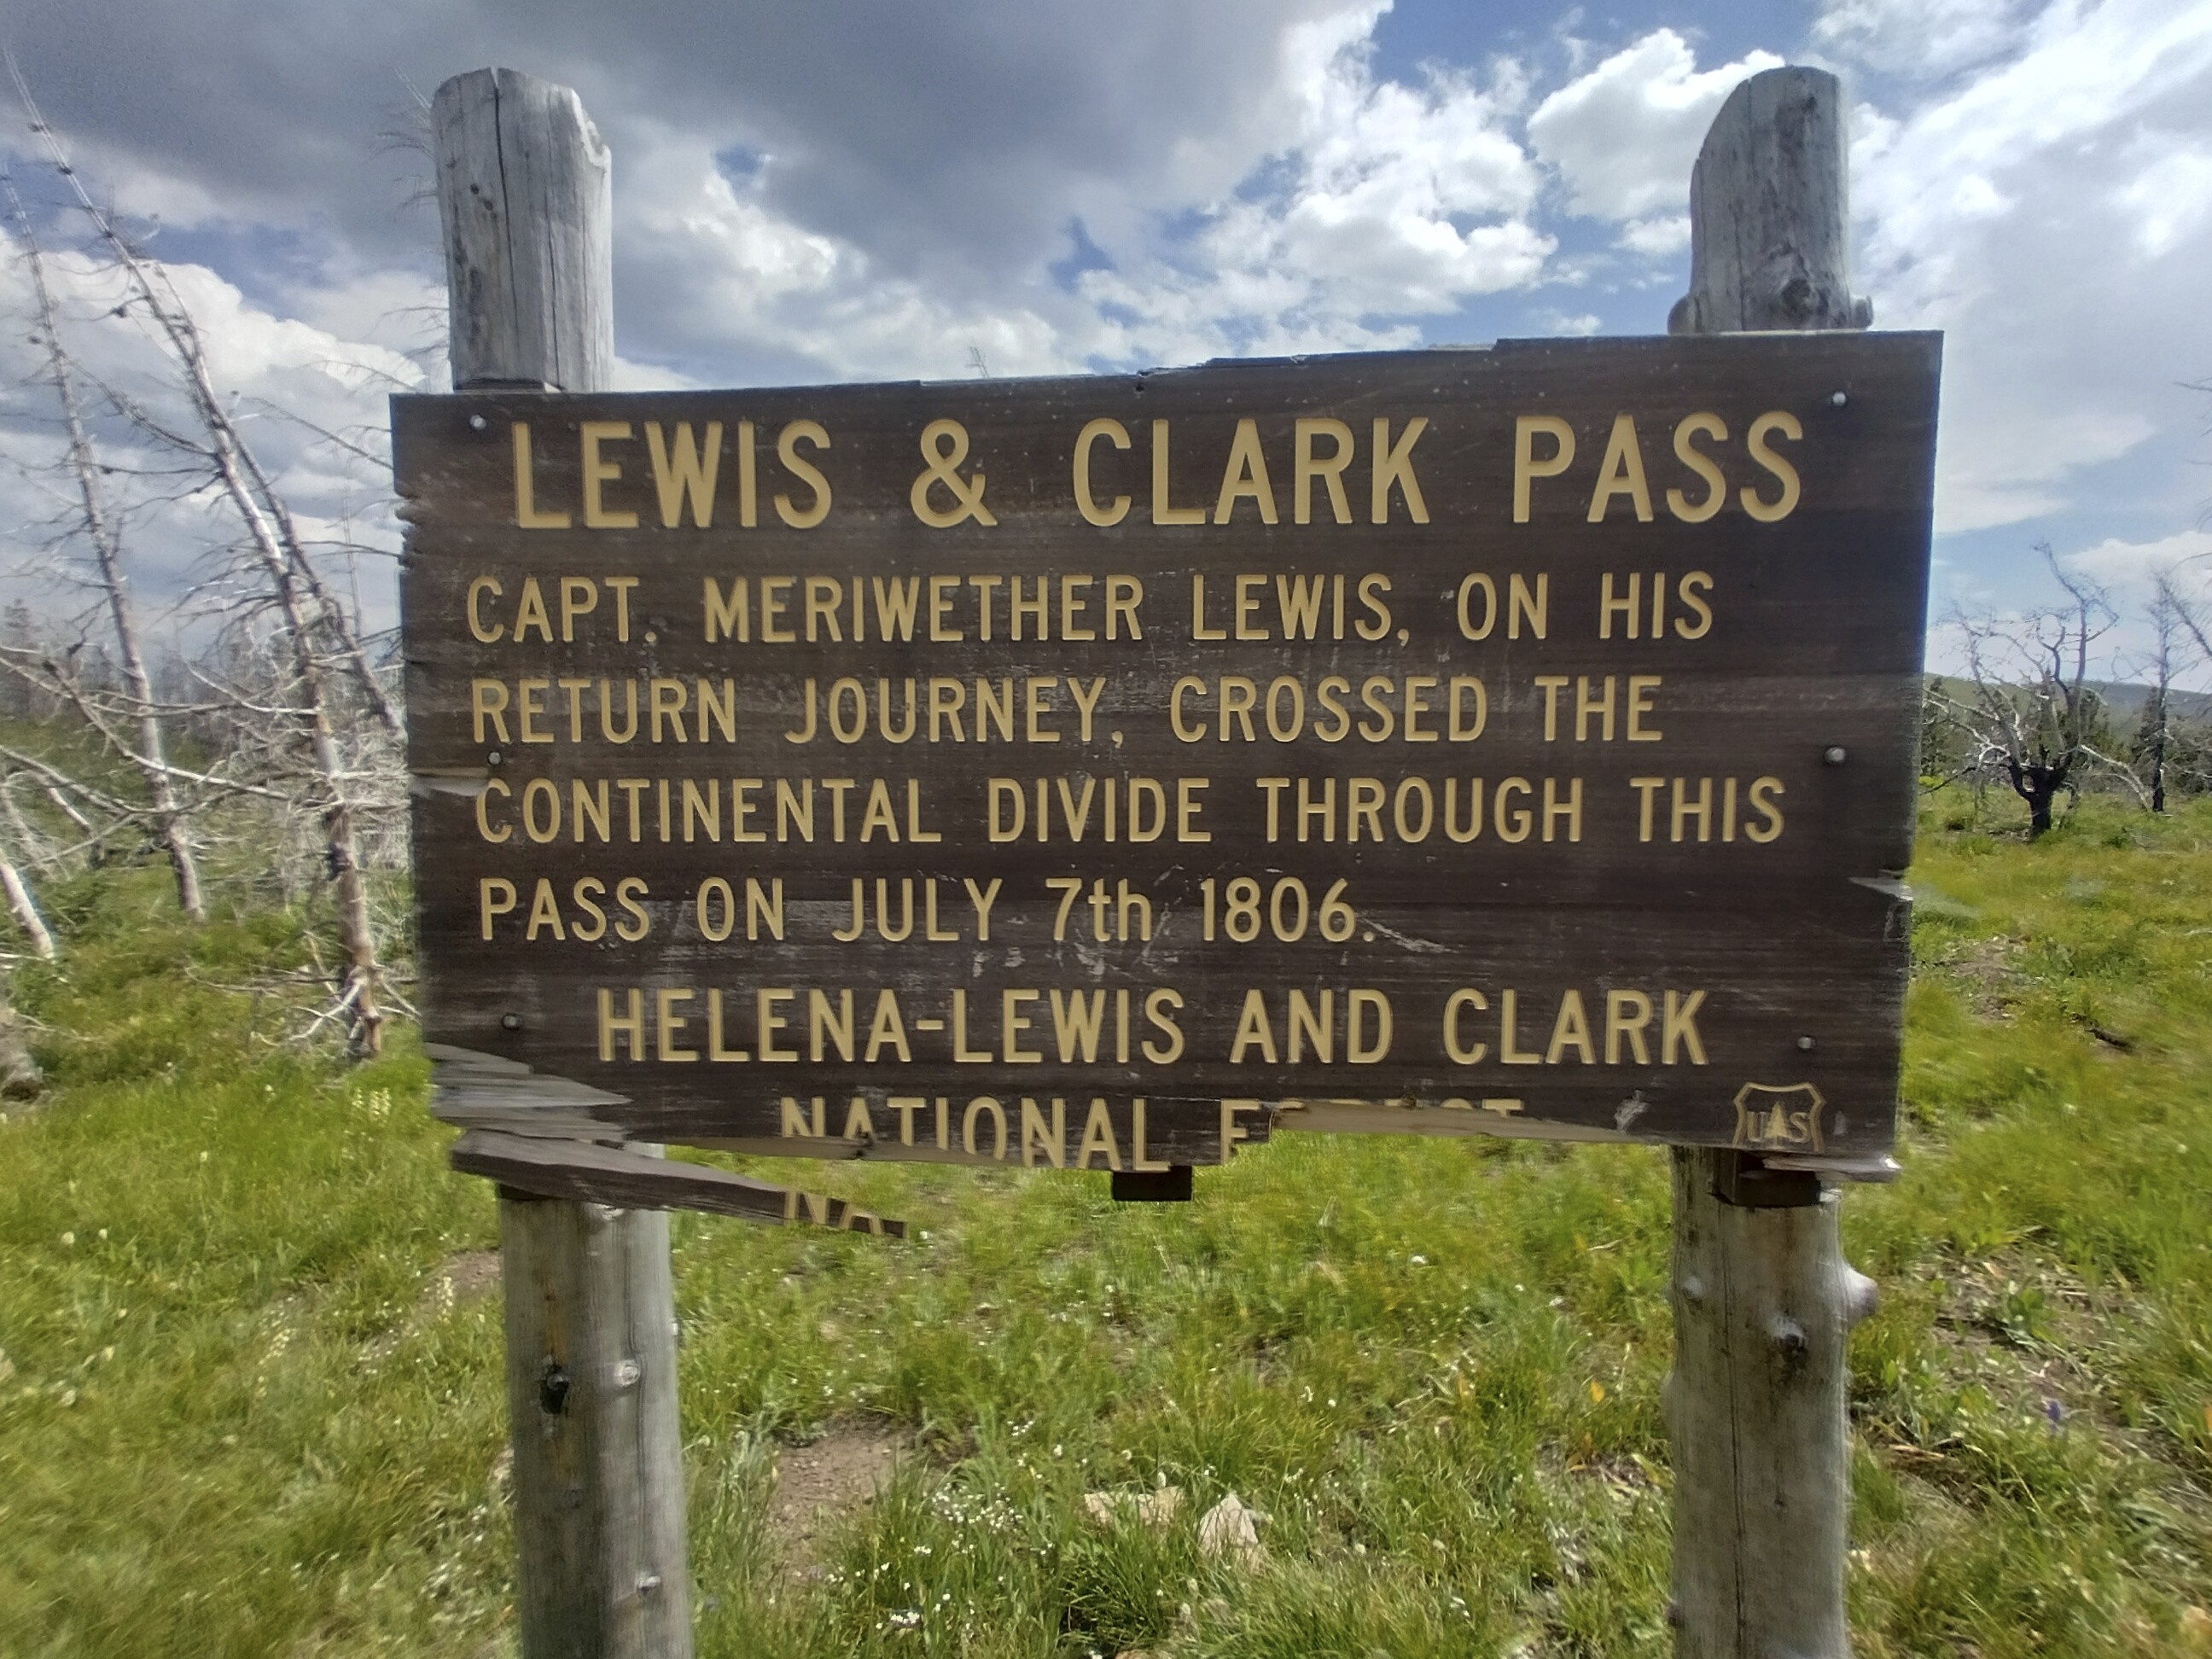 LEWIS & CLARK PASS
CAPT. MERIWETHER LEWIS, ON HIS
RETURN JOURNEY, CROSSED THE
CONTINENTAL DIVIDE THROUGH THIS
PASS ON JULY 7th 1806.
HELENA-LEWIS AND CLARK
NATIONAL
UAS